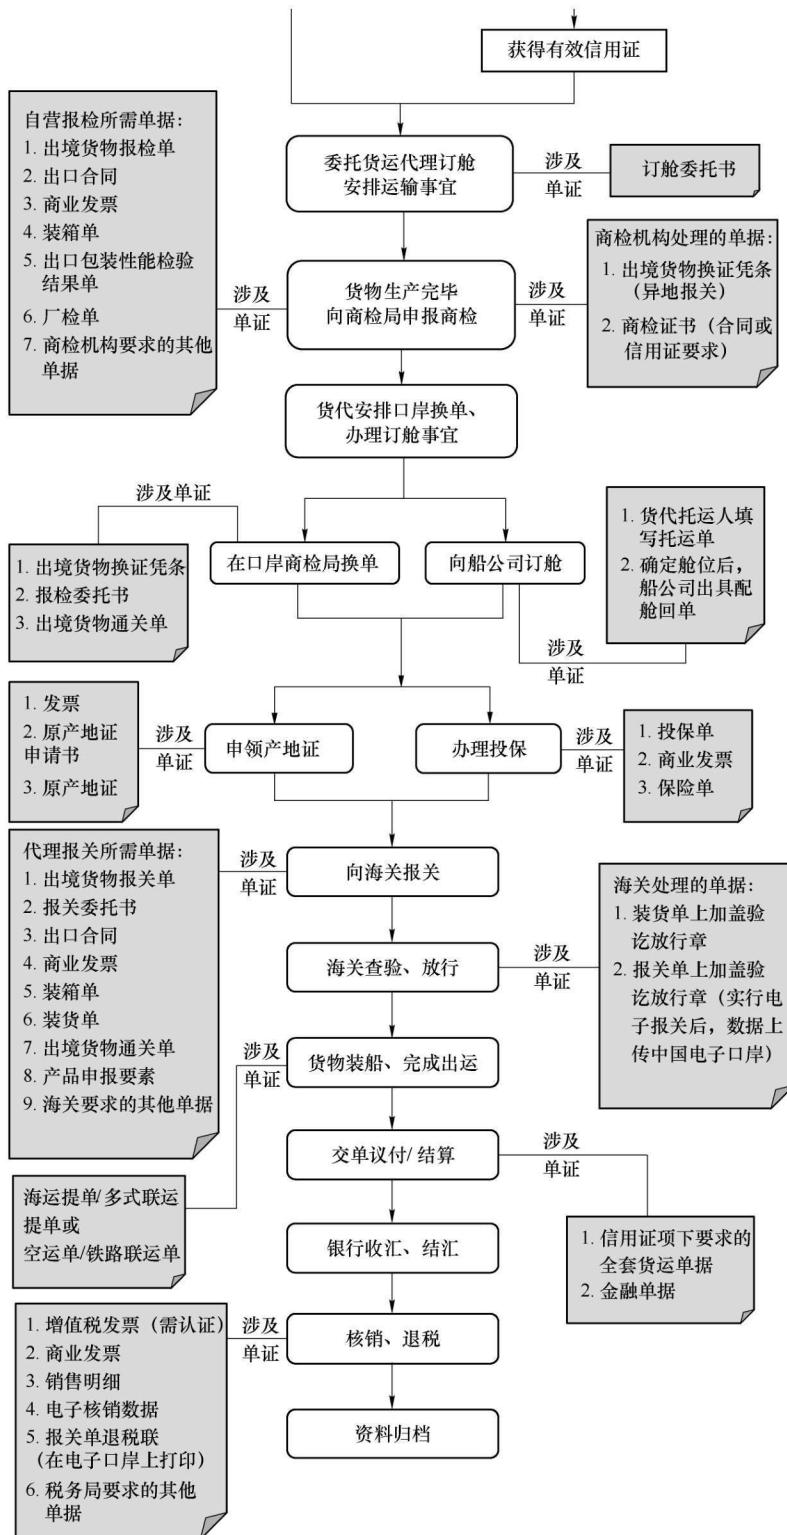 获得有效信用证
自营报检所需单据：
1. 出境货物报检单
2. 出口合同
3. 商业发票
4. 装箱单
5. 出口包装性能检验
结果单
6. 厂检单
7. 商检机构要求的其他
单据
委托货运代理订舱
安排运输事宜
涉及
单证
订舱委托书
涉及
单证
货物生产完毕
向商检局申报商检
涉及
单证
商检机构处理的单据：
1. 出境货物换证凭条
（异地报关）
2. 商检证书（合同或
信用证要求）
货代安排口岸换单、
办理订舱事宜
涉及单证
1. 出境货物换证凭条
2. 报检委托书
3. 出境货物通关单
在口岸商检局换单
向船公司订舱
1. 货代托运人填
写托运单
2. 确定舱位后，
船公司出具配
舱回单
涉及
单证
1. 发票
2. 原产地证
申请书
3. 原产地证
涉及
单证
申领产地证
办理投保
涉及
单证
1. 投保单
2. 商业发票
3. 保险单
代理报关所需单据：
1. 出境货物报关单
2. 报关委托书
3. 出口合同
4. 商业发票
5. 装箱单
6. 装货单
7. 出境货物通关单
8. 产品申报要素
9. 海关要求的其他单据
涉及
单证
向海关报关
海关查验、放行
涉及
单证
海关处理的单据：
1. 装货单上加盖验
讫放行章
2. 报关单上加盖验
讫放行章（实行电
子报关后，数据上
传中国电子口岸）
涉及
单证
货物装船、完成出运
海运提单/多式联运
提单或
空运单/铁路联运单
交单议付/ 结算
涉及
单证
1. 信用证项下要求的
全套货运单据
2. 金融单据
银行收汇、结汇
1. 增值税发票（需认证）
2. 商业发票
3. 销售明细
4. 电子核销数据
5. 报关单退税联
（在电子口岸上打印）
6. 税务局要求的其他
单据
涉及
单证
核销、退税
资料归档